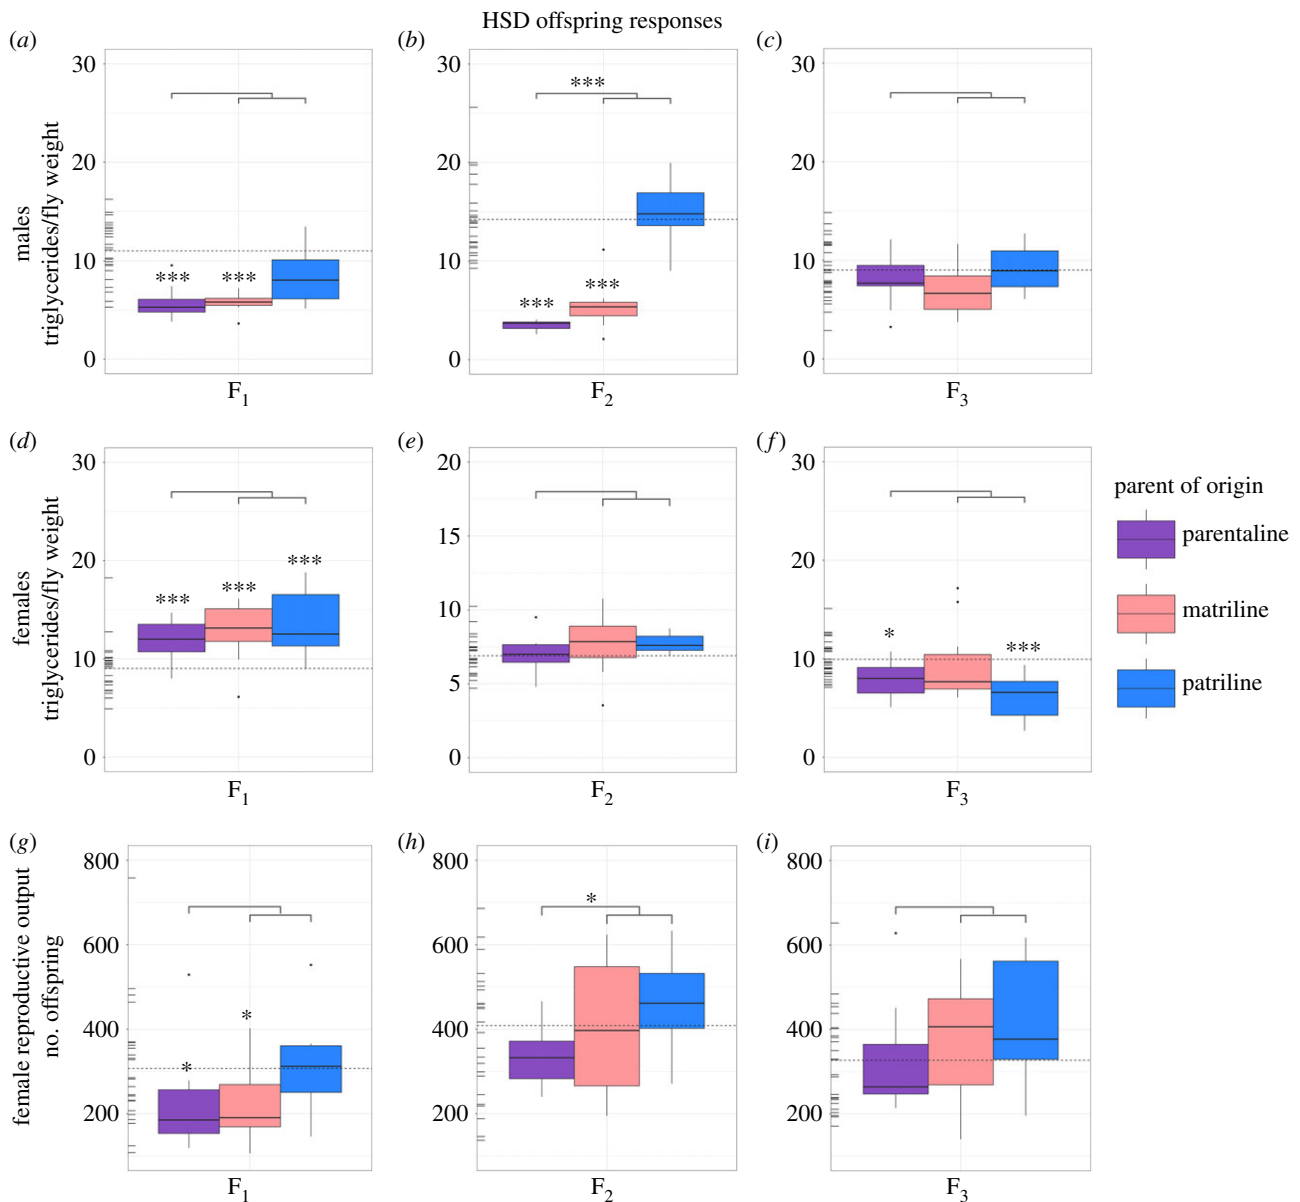 HSD offspring responses
(a)
(b)
(c)
males
triglycerides/fly weight
30
20
10
0
***
***
F1
30
20
10
0
***
***
***
F2
30
20
10
0
F3
(d)
(e)
(f)
females
triglycerides/fly weight
30
20
10
0
***
***
***
F1
20
15
10
5
0
F2
30
20
10
0
*
***
F3
parent of origin
parentaline
matriline
patriline
(g)
(h)
(i)
female reproductive output
no. offspring
800
600
400
200
*
*
F1
800
600
400
200
*
F2
800
600
400
200
F3